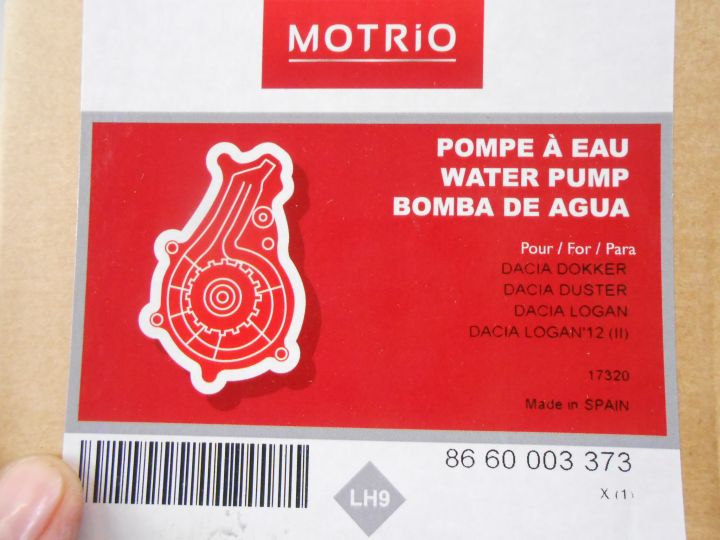 MOTRiO
POMPE À EAU
WATER PUMP
BOMBA DE AGUA
Pour / For / Para
DACIA DOKKER
DACIA DUSTER
DACIA LOGAN
DACIA LOGAN'12 (II)
17320
Made in SPAIN
86 60 003 373
LH9
X (1)